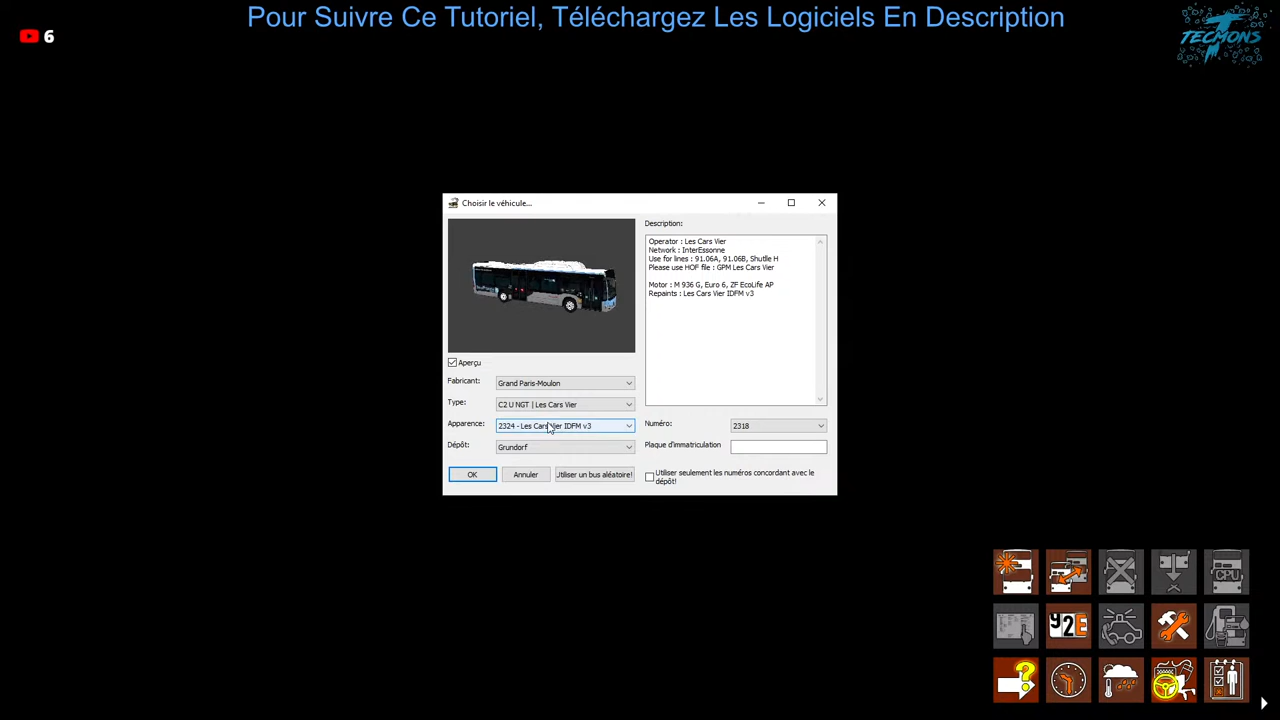 Pour Suivre Ce Tutoriel, Téléchargez Les Logiciels En Description
6
TECMONS
Choisir le véhicule...
Description:
Operator : Les Cars Vier
Network : InterEssonne
Use for lines : 91.06A, 91.06B, Shutlle H
Please use HOF file : GPM Les Cars Vier
Motor : M 936 G, Euro 6, ZF EcoLife AP
Repaints : Les Cars Vier IDFM v3
Aperçu
Fabricant: Grand Paris-Moulon
Type: C2 U NGT | Les Cars Vier
Apparence: 2324 - Les Cars Vier IDFM v3
Numéro: 2318
Dépôt: Grundorf
Plaque d'immatriculation
OK Annuler Utiliser un bus aléatoire!
Utiliser seulement les numéros concordant avec le
dépôt!
CPU
92E